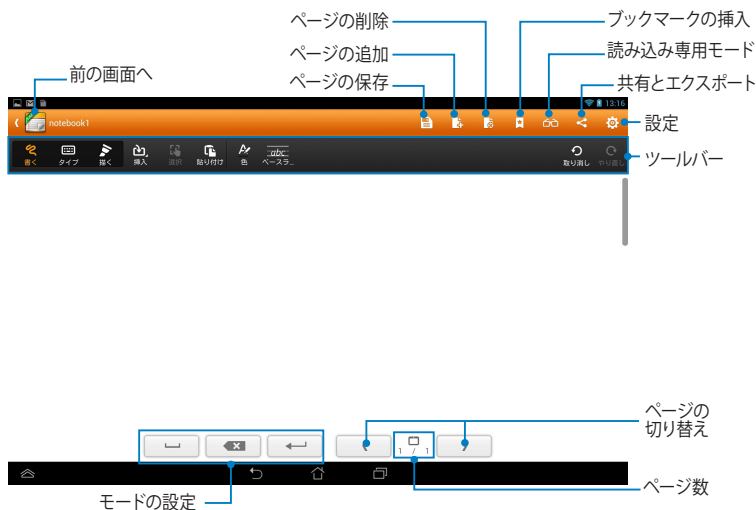 ページの削除
ブックマークの挿入
ページの追加
読み込み専用モード
前の画面へ
ページの保存
共有とエクスポート
13:16
notebook1
設定
書く タイプ 描く 挿入 選択 貼り付け 色 abc ベースラ... 取り消し やり直し
ツールバー
ページの
切り替え
1 / 1
モードの設定
ページ数